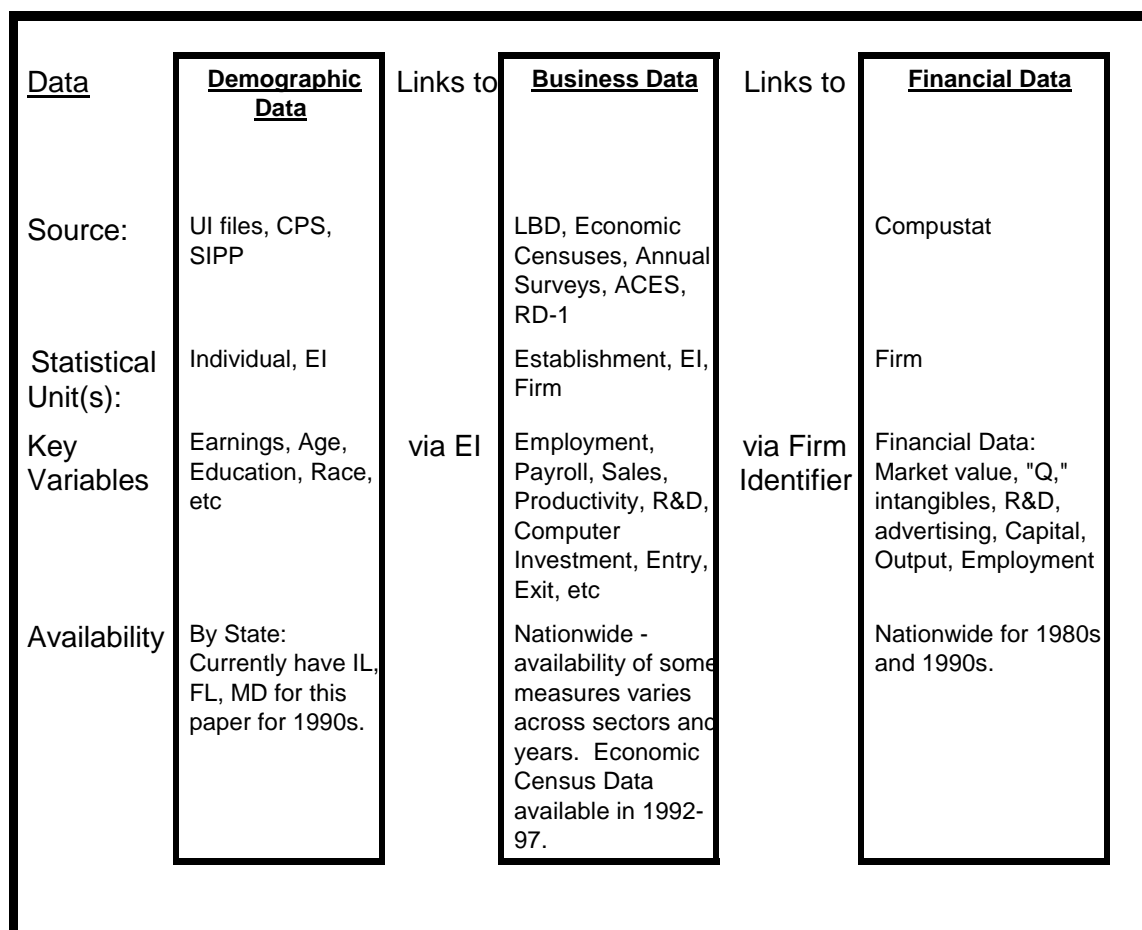 Data
Demographic
Data
Links to
Business Data
Links to
Financial Data
Source:
UI files, CPS,
SIPP
LBD, Economic
Censuses, Annual
Surveys, ACES,
RD-1
Compustat
Statistical
Unit(s):
Individual, EI
Establishment, EI,
Firm
Firm
Key
Variables
Earnings, Age,
Education, Race,
etc
via EI
Employment,
Payroll, Sales,
Productivity, R&D,
Computer
Investment, Entry,
Exit, etc
via Firm
Identifier
Financial Data:
Market value, "Q,"
intangibles, R&D,
advertising, Capital,
Output, Employment
Availability
By State:
Currently have IL,
FL, MD for this
paper for 1990s.
Nationwide -
availability of some
measures varies
across sectors and
years.  Economic
Census Data
available in 1992-
97.
Nationwide for 1980s
and 1990s.